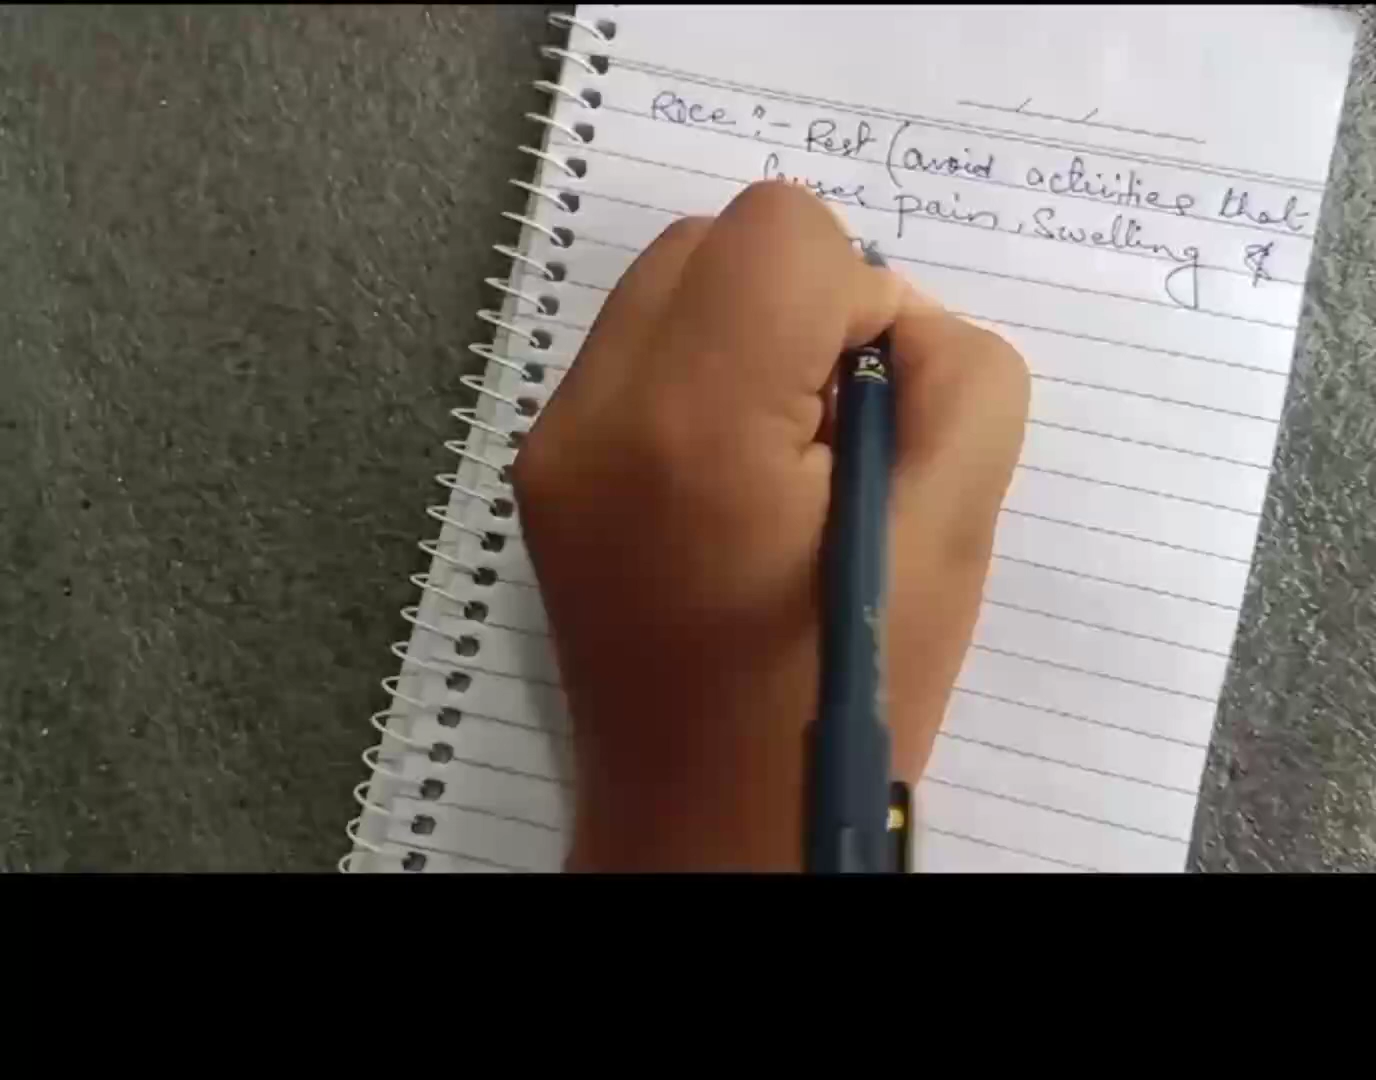 Rice :- Rest (avoid activities that
causes pain, Swelling &